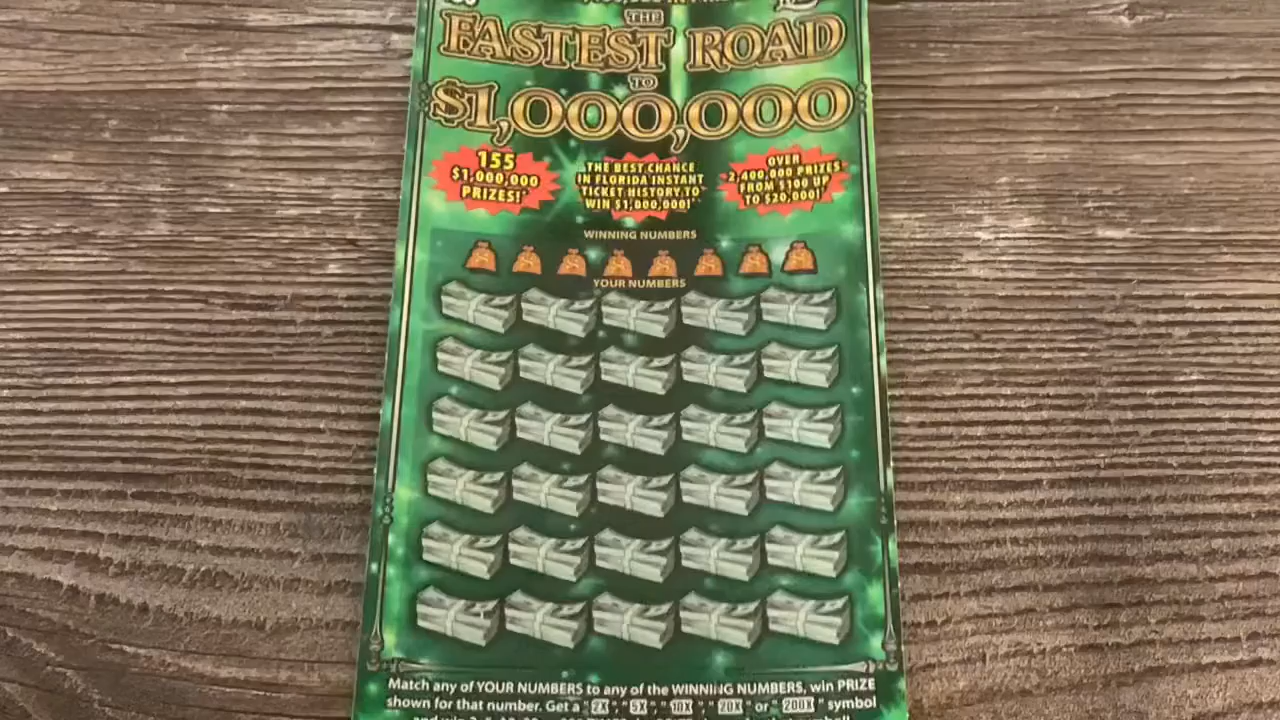 THE
FASTEST ROAD
TO
$1,000,000
155
$1,000,000
PRIZES!*
THE BEST CHANCE
IN FLORIDA INSTANT
TICKET HISTORY TO
WIN $1,000,000!*
OVER
2,400,000 PRIZES
FROM $100 UP
TO $20,000!
WINNING NUMBERS
YOUR NUMBERS
Match any of YOUR NUMBERS to any of the WINNING NUMBERS, win PRIZE
shown for that number. Get a "2X", "5X", "10X", "20X" or "200X" symbol